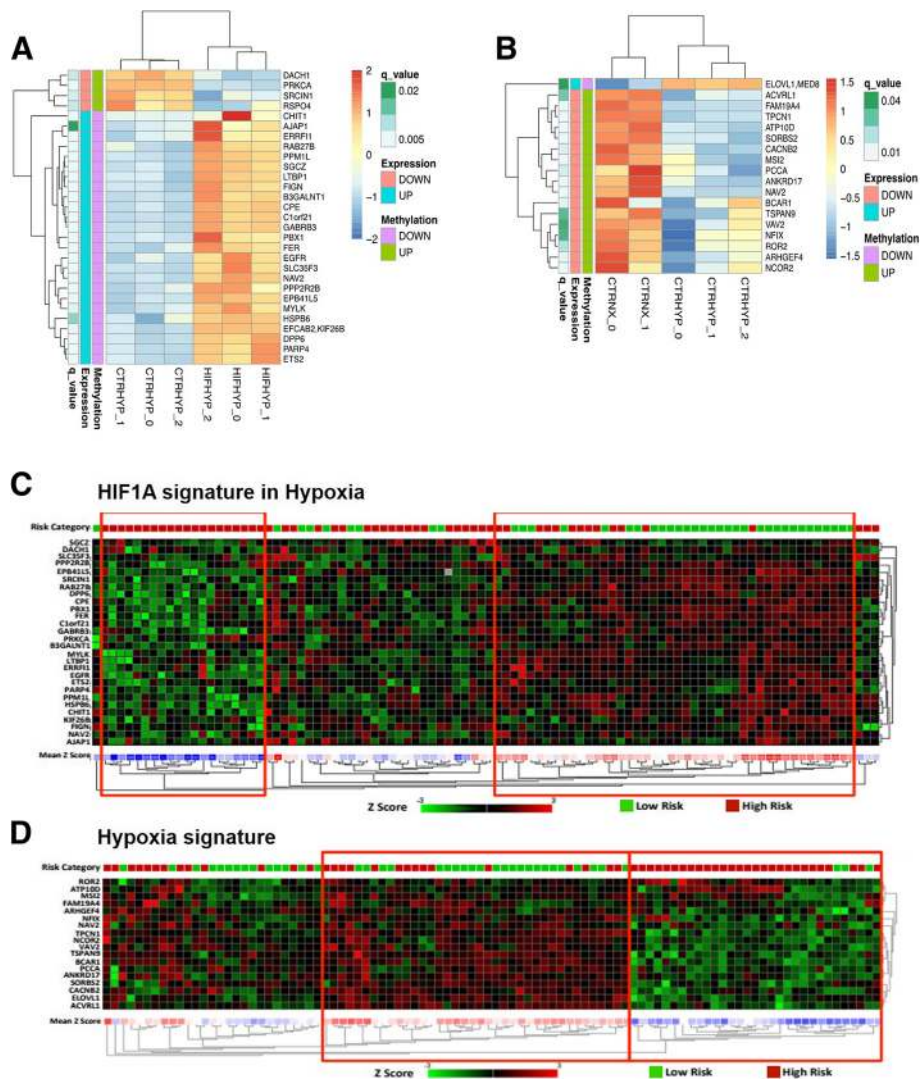 A
DACH1
PRKCA
SRCIN1
RSPO4
CHIT1
AJAP1
ERRFI1
RAB27B
PPM1L
SGCZ
LTBP1
FIGN
B3GALNT1
CPE
C1orf21
GABRB3
PBX1
FER
EGFR
SLC35F3
NAV2
PPP2R2B
EPB41L5
MYLK
HSPB6
EFCAB2,KIF26B
DPP6
PARP4
ETS2
2
1
0
−1
−2
q_value
0.02
0.005
Expression
DOWN
UP
Methylation
DOWN
UP
q_value
Expression
Methylation
CTRHYP_1
CTRHYP_0
CTRHYP_2
HIFHYP_2
HIFHYP_0
HIFHYP_1
B
ELOVL1,MED8
ACVRL1
FAM19A4
TPCN1
ATP10D
SORBS2
CACNB2
MSI2
PCCA
ANKRD17
NAV2
BCAR1
TSPAN9
VAV2
NFIX
ROR2
ARHGEF4
NCOR2
1.5
1
0.5
0
−0.5
−1
−1.5
q_value
0.04
0.01
Expression
DOWN
UP
Methylation
DOWN
UP
q_value
Expression
Methylation
CTRNX_0
CTRNX_1
CTRHYP_0
CTRHYP_1
CTRHYP_2
C
HIF1A signature in Hypoxia
Risk Category
SGCZ
DACH1
SLC35F3
PPP2R2B
EPB41L5
SRCIN1
RAB27B
DPP6
CPE
PBX1
FER
C1orf21
GABRB3
PRKCA
B3GALNT1
MYLK
LTBP1
ERRFI1
EGFR
ETS2
PARP4
PPM1L
HSPB6
CHIT1
KIF26B
FIGN
NAV2
AJAP1
Mean Z Score
Z Score
-3
3
Low Risk
High Risk
D
Hypoxia signature
Risk Category
ROR2
ATP10D
MSI2
FAM19A4
ARHGEF4
NFIX
NAV2
TPCN1
NCOR2
VAV2
TSPAN9
BCAR1
PCCA
ANKRD17
SORBS2
CACNB2
ELOVL1
ACVRL1
Mean Z Score
Z Score
-3
3
Low Risk
High Risk